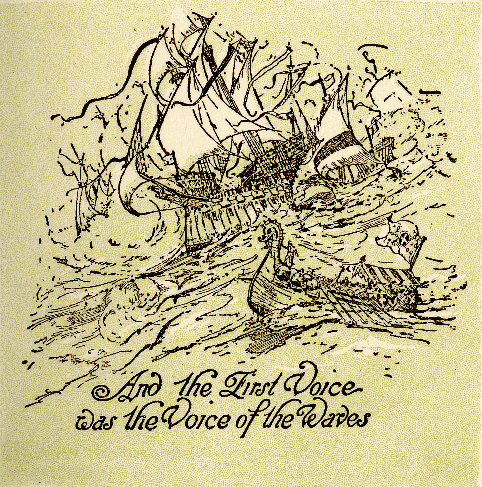 And the First Voice
was the Voice of the Waves